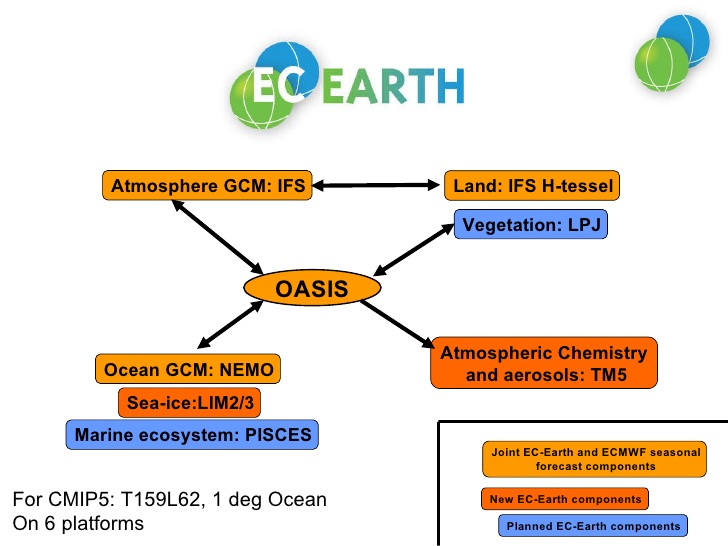 EC EARTH
Atmosphere GCM: IFS
Land: IFS H-tessel
Vegetation: LPJ
OASIS
Atmospheric Chemistry
and aerosols: TM5
Ocean GCM: NEMO
Sea-ice:LIM2/3
Marine ecosystem: PISCES
Joint EC-Earth and ECMWF seasonal
forecast components
New EC-Earth components
Planned EC-Earth components
For CMIP5: T159L62, 1 deg Ocean
On 6 platforms